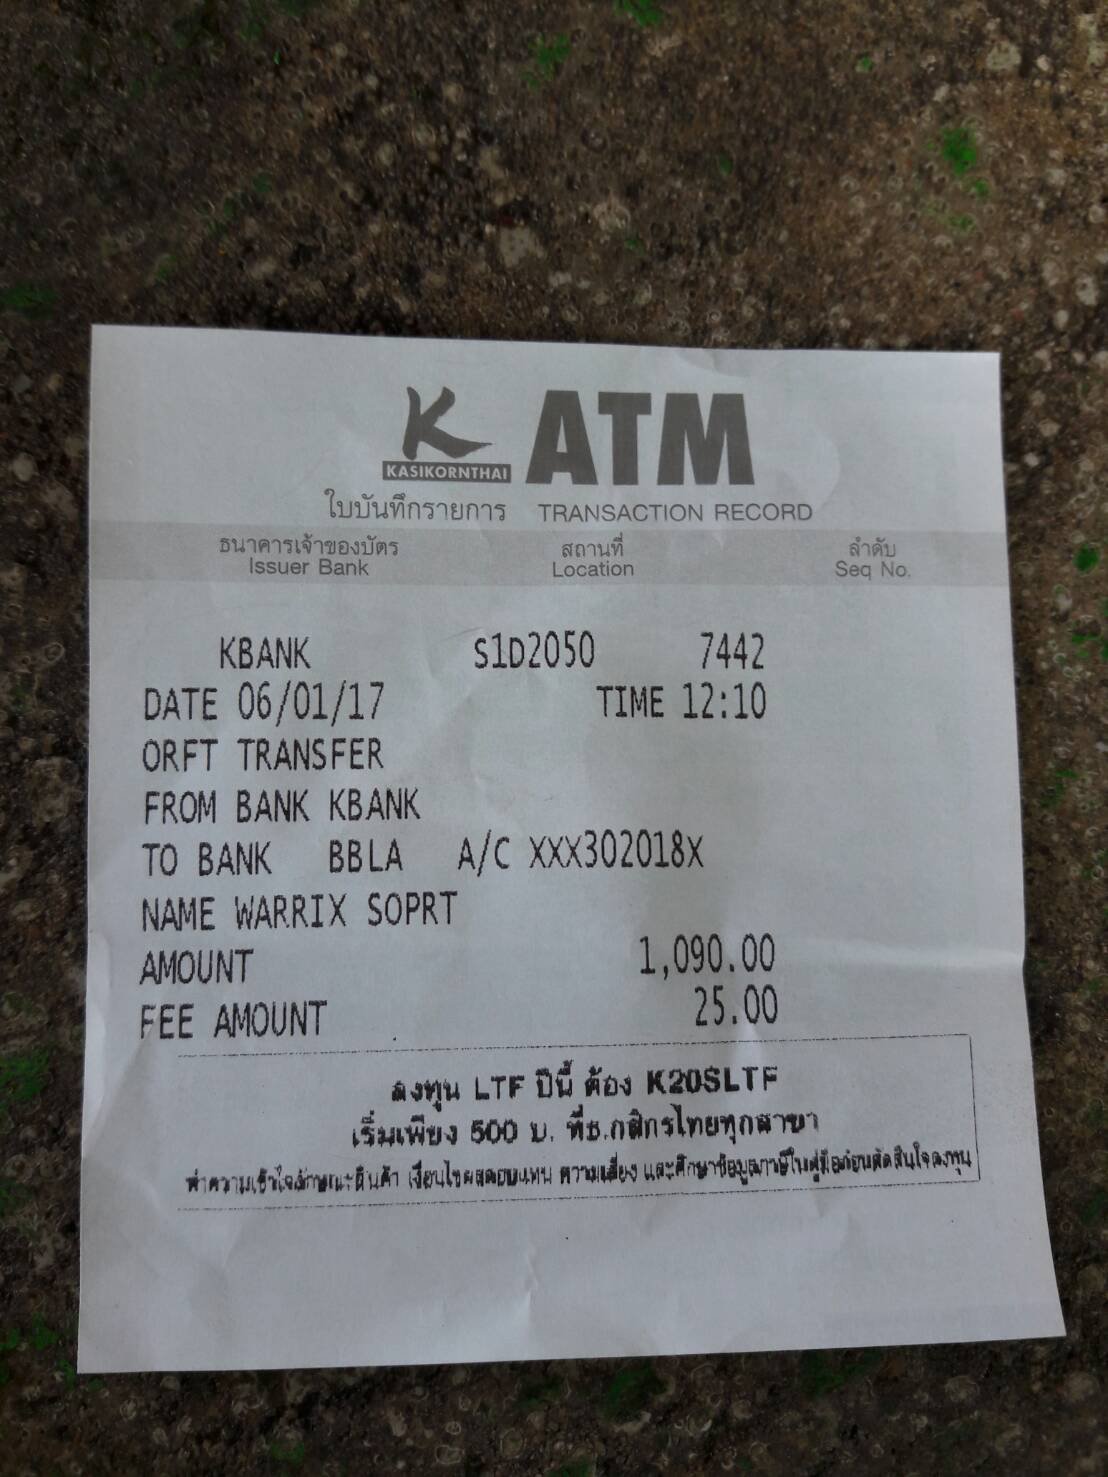 K ATM
KASIKORNTHAI
ใบบันทึกรายการ TRANSACTION RECORD
ธนาคารเจ้าของบัตร สถานที่ ลำดับ
Issuer Bank Location Seq No.
KBANK S1D2050 7442
DATE 06/01/17 TIME 12:10
ORFT TRANSFER
FROM BANK KBANK
TO BANK BBLA A/C XXX302018X
NAME WARRIX SOPRT
AMOUNT 1,090.00
FEE AMOUNT 25.00
ลงทุน LTF ปีนี้ ต้อง K20SLTF
เริ่มเพียง 500 บ. ที่ธ.กสิกรไทยทุกสาขา
ทำความเข้าใจลักษณะสินค้า เงื่อนไขผลตอบแทน ความเสี่ยง และศึกษาข้อมูลภาษีในคู่มือก่อนตัดสินใจลงทุน